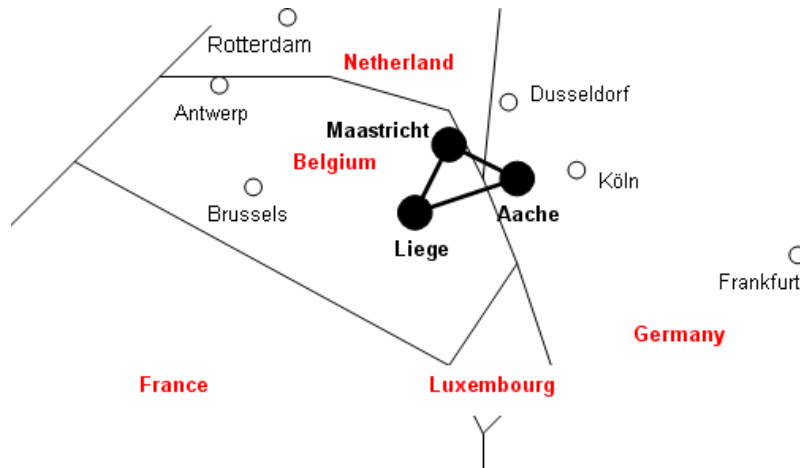 Rotterdam
Netherland
Dusseldorf
Antwerp
Maastricht
Belgium
Köln
Brussels
Aache
Liege
Frankfurt
Germany
France
Luxembourg